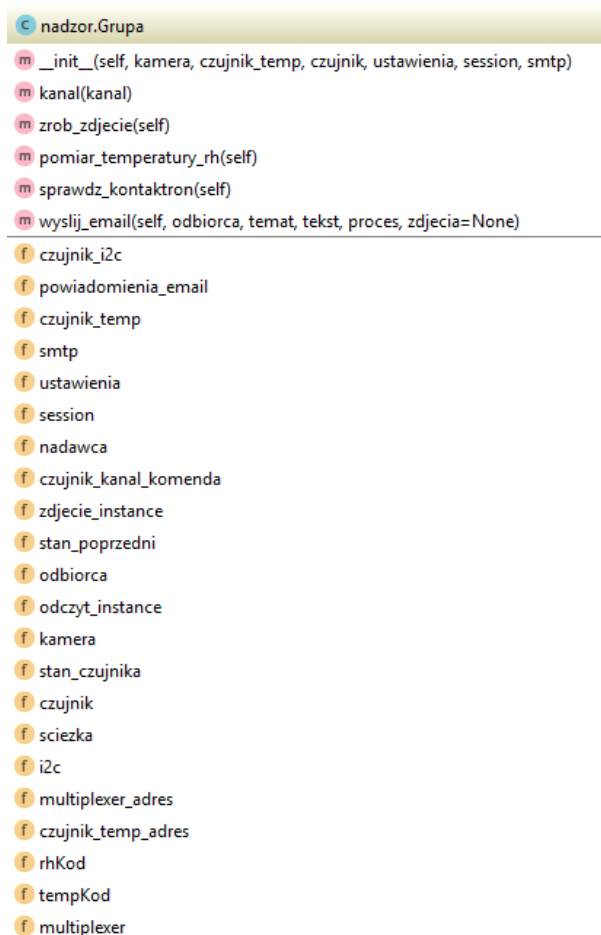 C nadzor.Grupa
m __init__(self, kamera, czujnik_temp, czujnik, ustawienia, session, smtp)
m kanal(kanal)
m zrob_zdjecie(self)
m pomiar_temperatury_rh(self)
m sprawdz_kontaktron(self)
m wyslij_email(self, odbiorca, temat, tekst, proces, zdjecia=None)
f czujnik_i2c
f powiadomienia_email
f czujnik_temp
f smtp
f ustawienia
f session
f nadawca
f czujnik_kanal_komenda
f zdjecie_instance
f stan_poprzedni
f odbiorca
f odczyt_instance
f kamera
f stan_czujnika
f czujnik
f sciezka
f i2c
f multiplexer_adres
f czujnik_temp_adres
f rhKod
f tempKod
f multiplexer